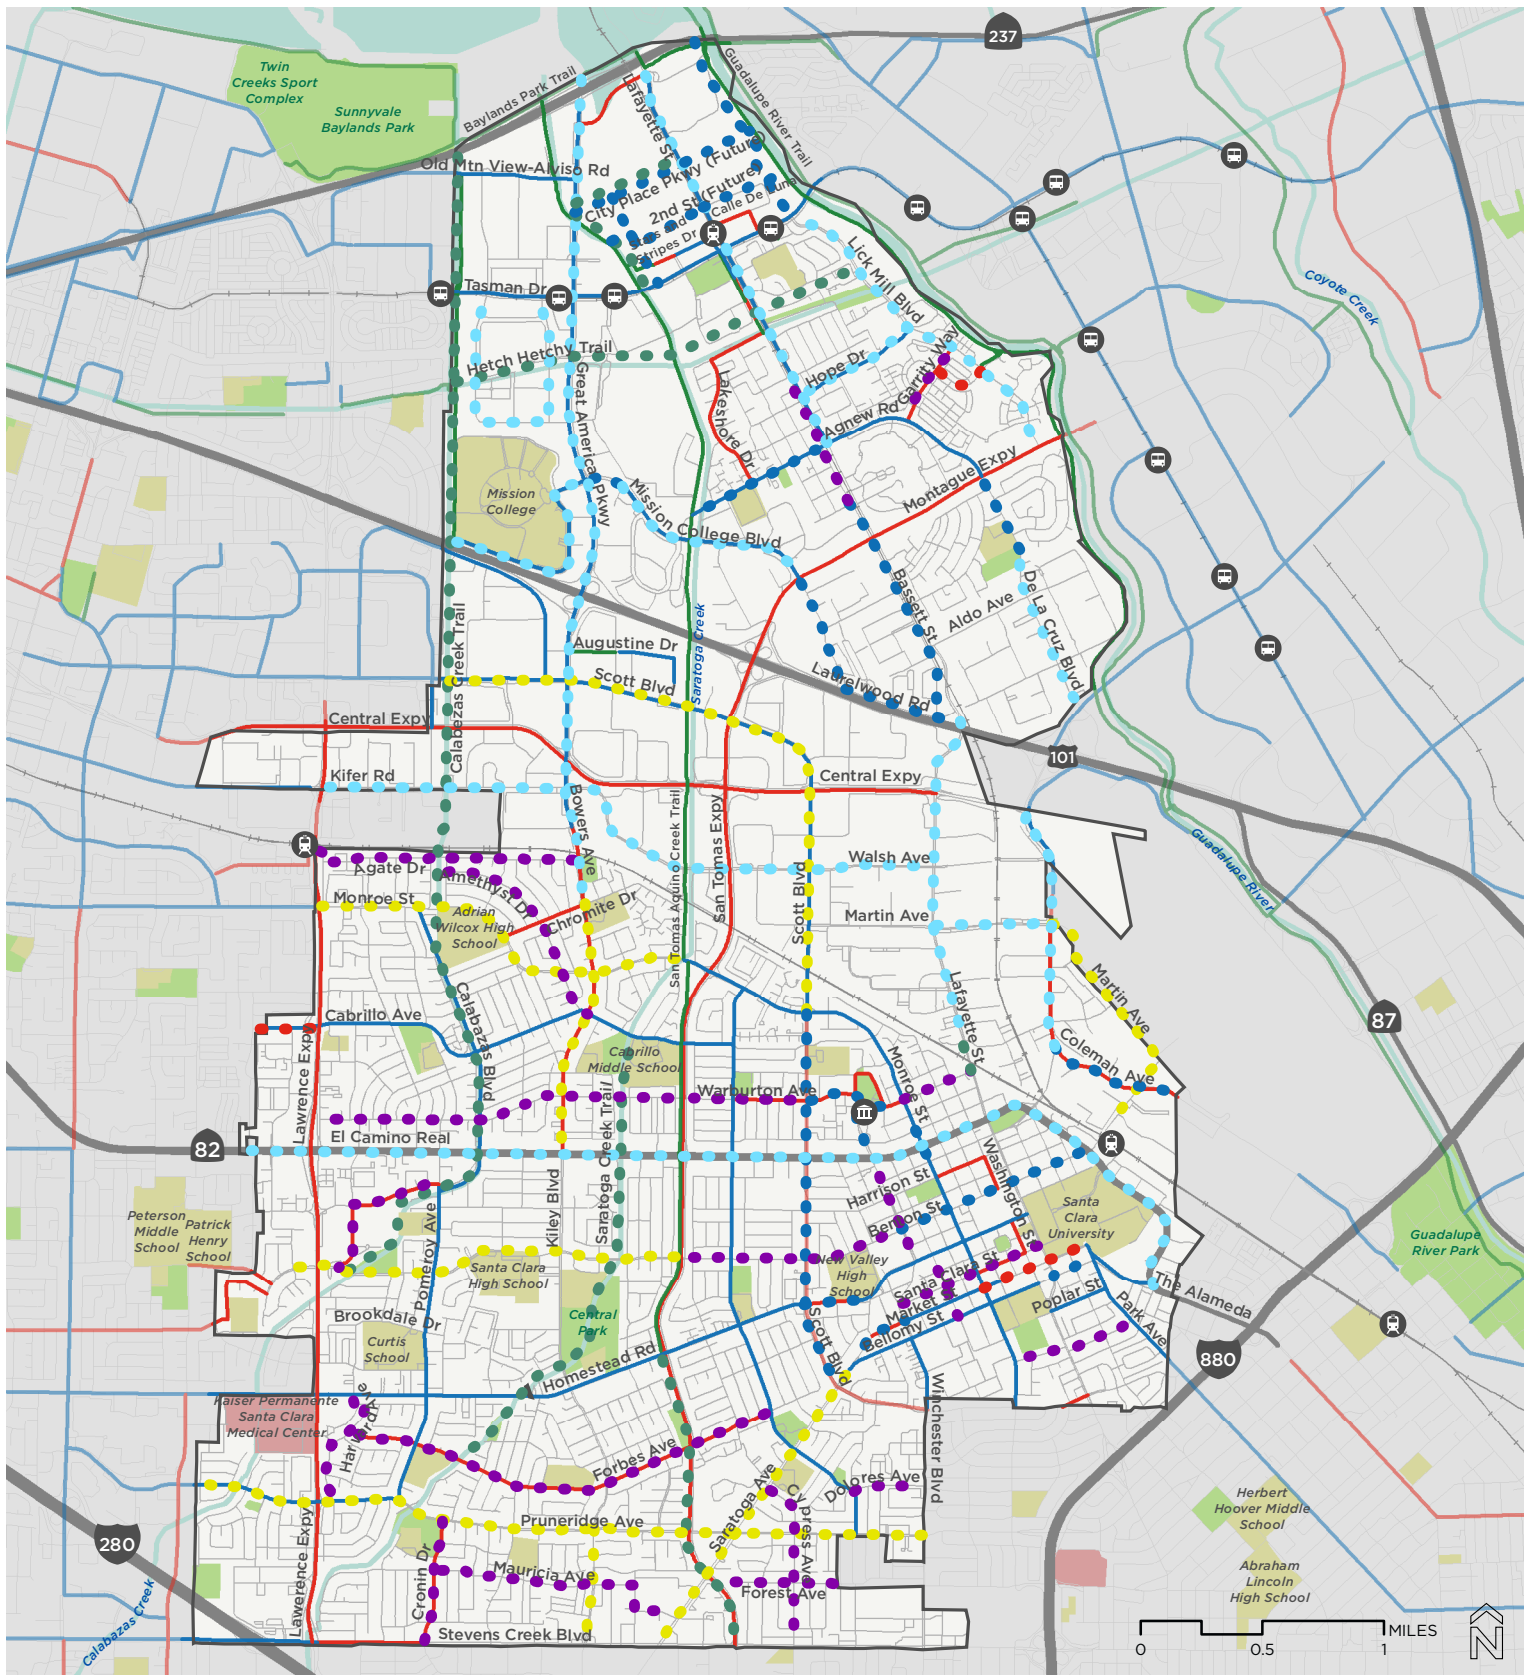 237
Twin
Creeks Sport
Complex
Sunnyvale
Baylands Park
Baylands Park Trail
Lafayette St
Guadalupe River Trail
Old Mtn View-Alviso Rd
City Place Pkwy (Future)
2nd St (Future)
Stars and
Stripes Dr
Calle De Luna
Lick Mill Blvd
Coyote Creek
Tasman Dr
Hetch Hetchy Trail
Great America Pkwy
Lakeshore Dr
Hope Dr
Garrity Way
Agnew Rd
Montague Expy
Mission
College
Mission College Blvd
Bassett St
Aldo Ave
De La Cruz Blvd
Calabezas Creek Trail
Saratoga Creek
Augustine Dr
Scott Blvd
Laurelwood Rd
Central Expy
101
Kifer Rd
Central Expy
Bowers Ave
San Tomas Aquino Creek Trail
San Tomas Expy
Scott Blvd
Walsh Ave
Guadalupe River
Agate Dr
Amethyst Dr
Monroe St
Chromite Dr
Adrian
Wilcox High
School
Martin Ave
Lafayette St
Martin Ave
87
Cabrillo Ave
Calabazas Blvd
Lawrence Expy
Cabrillo
Middle School
Coleman Ave
Monroe St
Warburton Ave
El Camino Real
82
Saratoga Creek Trail
Kiley Blvd
Washington St
Harrison St
Benton St
Santa
Clara
University
Peterson
Middle
School
Patrick
Henry
School
Pomeroy Ave
Santa Clara
High School
New Valley
High
School
Santa Clara St
Market St
Bellomy St
Poplar St
Park Ave
The Alameda
Guadalupe
River Park
Brookdale Dr
Curtis
School
Central
Park
Scott Blvd
Homestead Rd
880
Kaiser Permanente
Santa Clara
Medical Center
Harvard Ave
Winchester Blvd
Forbes Ave
Saratoga Ave
Cypress Ave
Dolores Ave
Herbert
Hoover Middle
School
280
Lawerence Expy
Pruneridge Ave
Cronin Dr
Mauricia Ave
Forest Ave
Abraham
Lincoln
High School
Calabazas Creek
Stevens Creek Blvd
MILES
0
0.5
1
N